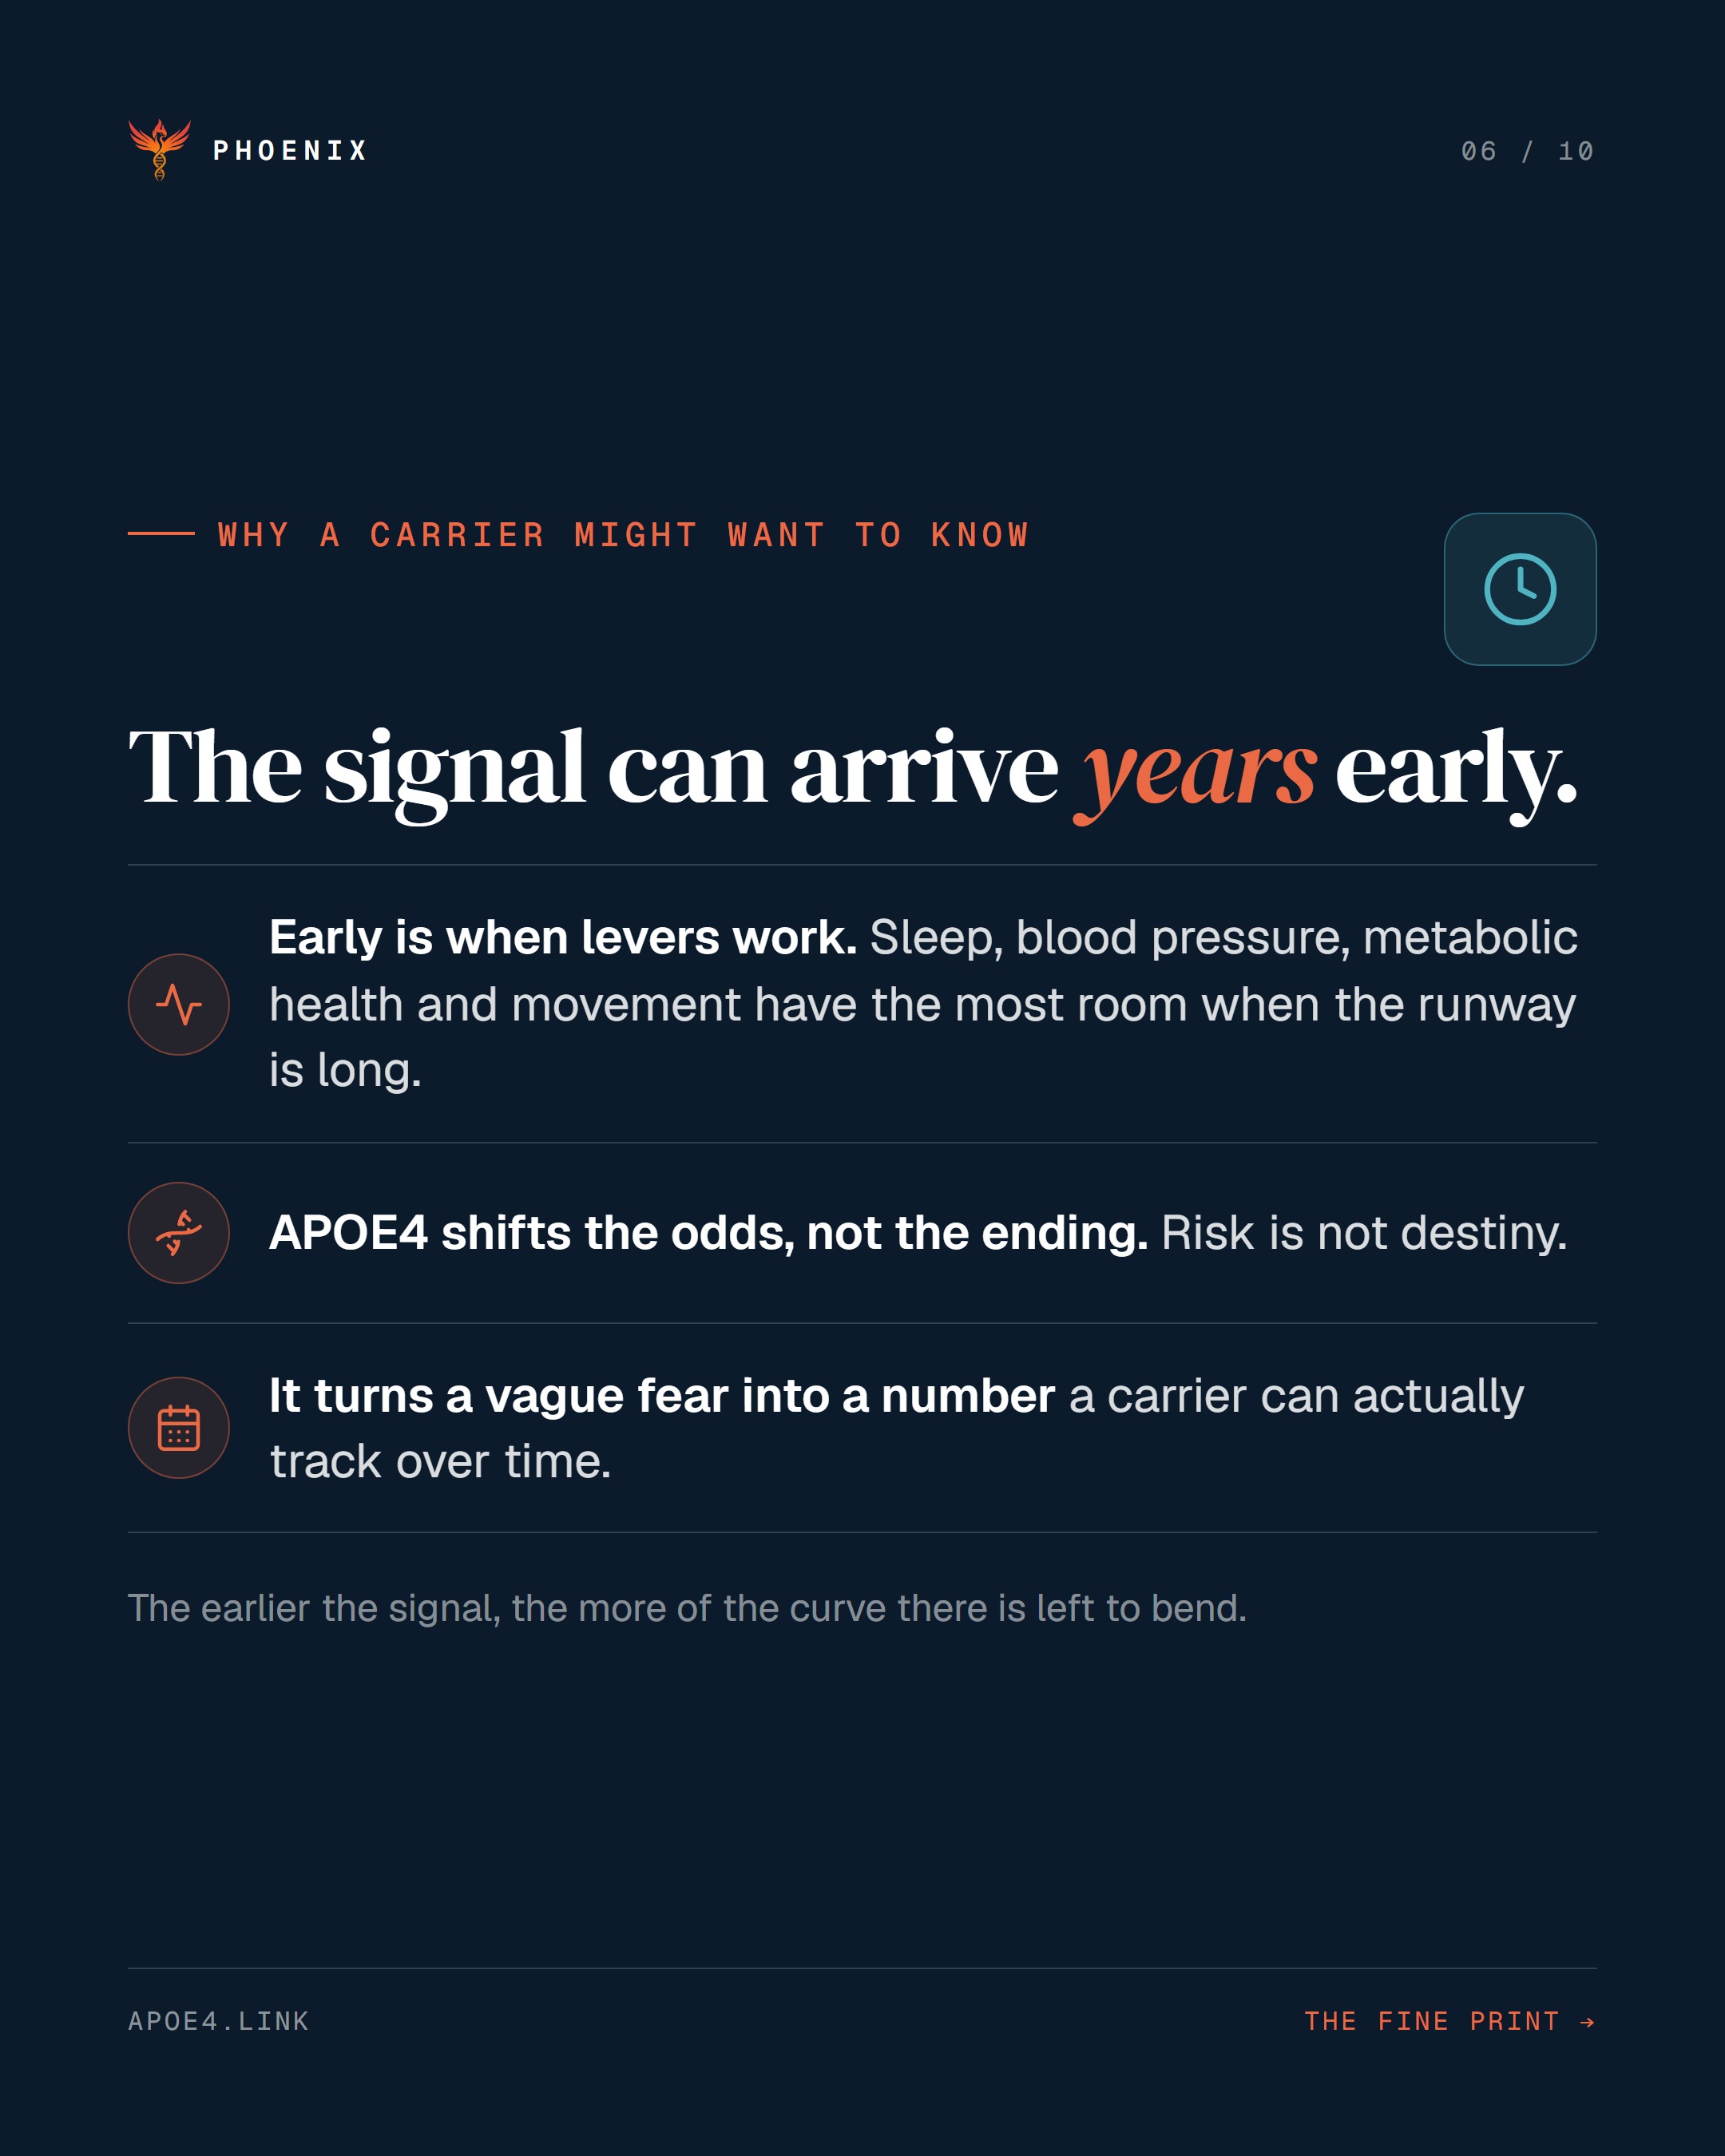 PHOENIX
06 / 10
WHY A CARRIER MIGHT WANT TO KNOW
The signal can arrive years early.
Early is when levers work. Sleep, blood pressure, metabolic
health and movement have the most room when the runway
is long.
APOE4 shifts the odds, not the ending. Risk is not destiny.
It turns a vague fear into a number a carrier can actually
track over time.
The earlier the signal, the more of the curve there is left to bend.
APOE4.LINK
THE FINE PRINT →